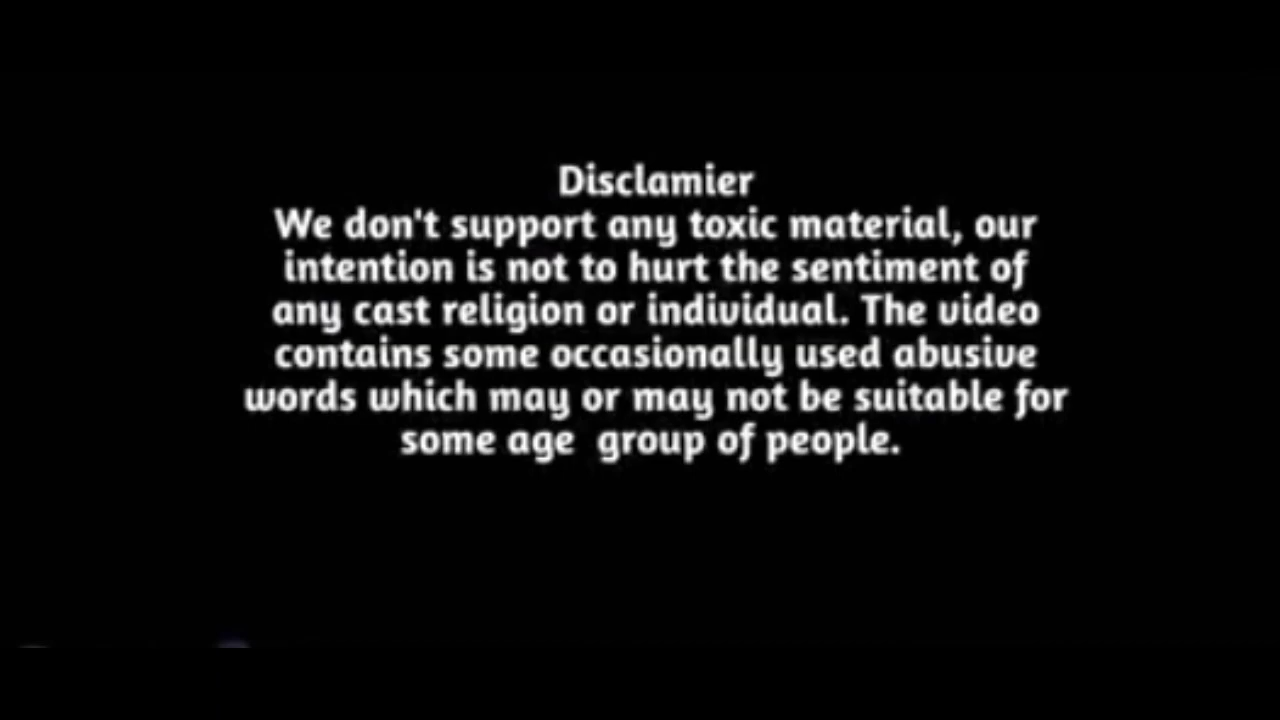 Disclamier
We don't support any toxic material, our
intention is not to hurt the sentiment of
any cast religion or individual. The video
contains some occasionally used abusive
words which may or may not be suitable for
some age  group of people.